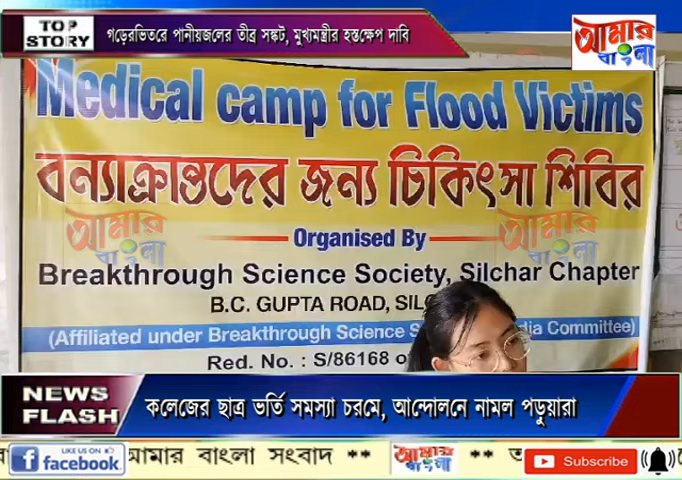 TOP STORY
গড়েরভিতরে পানীয়জলের তীব্র সঙ্কট, মুখ্যমন্ত্রীর হস্তক্ষেপ দাবি
আমার বাংলা
Medical camp for Flood Victims
বন্যাক্রান্তদের জন্য চিকিৎসা শিবির
আমার বাংলা
আমার বাংলা
Organised By
Breakthrough Science Society, Silchar Chapter
B.C. GUPTA ROAD,
(Affiliated under Breakthrough Science Committee)
Red. No. : S/86168
NEWS FLASH
কলেজের ছাত্র ভর্তি সমস্যা চরমে, আন্দোলনে নামল পড়ুয়ারা
LIKE US ON facebook
আমার বাংলা সংবাদ ** আমার বাংলা **
Subscribe